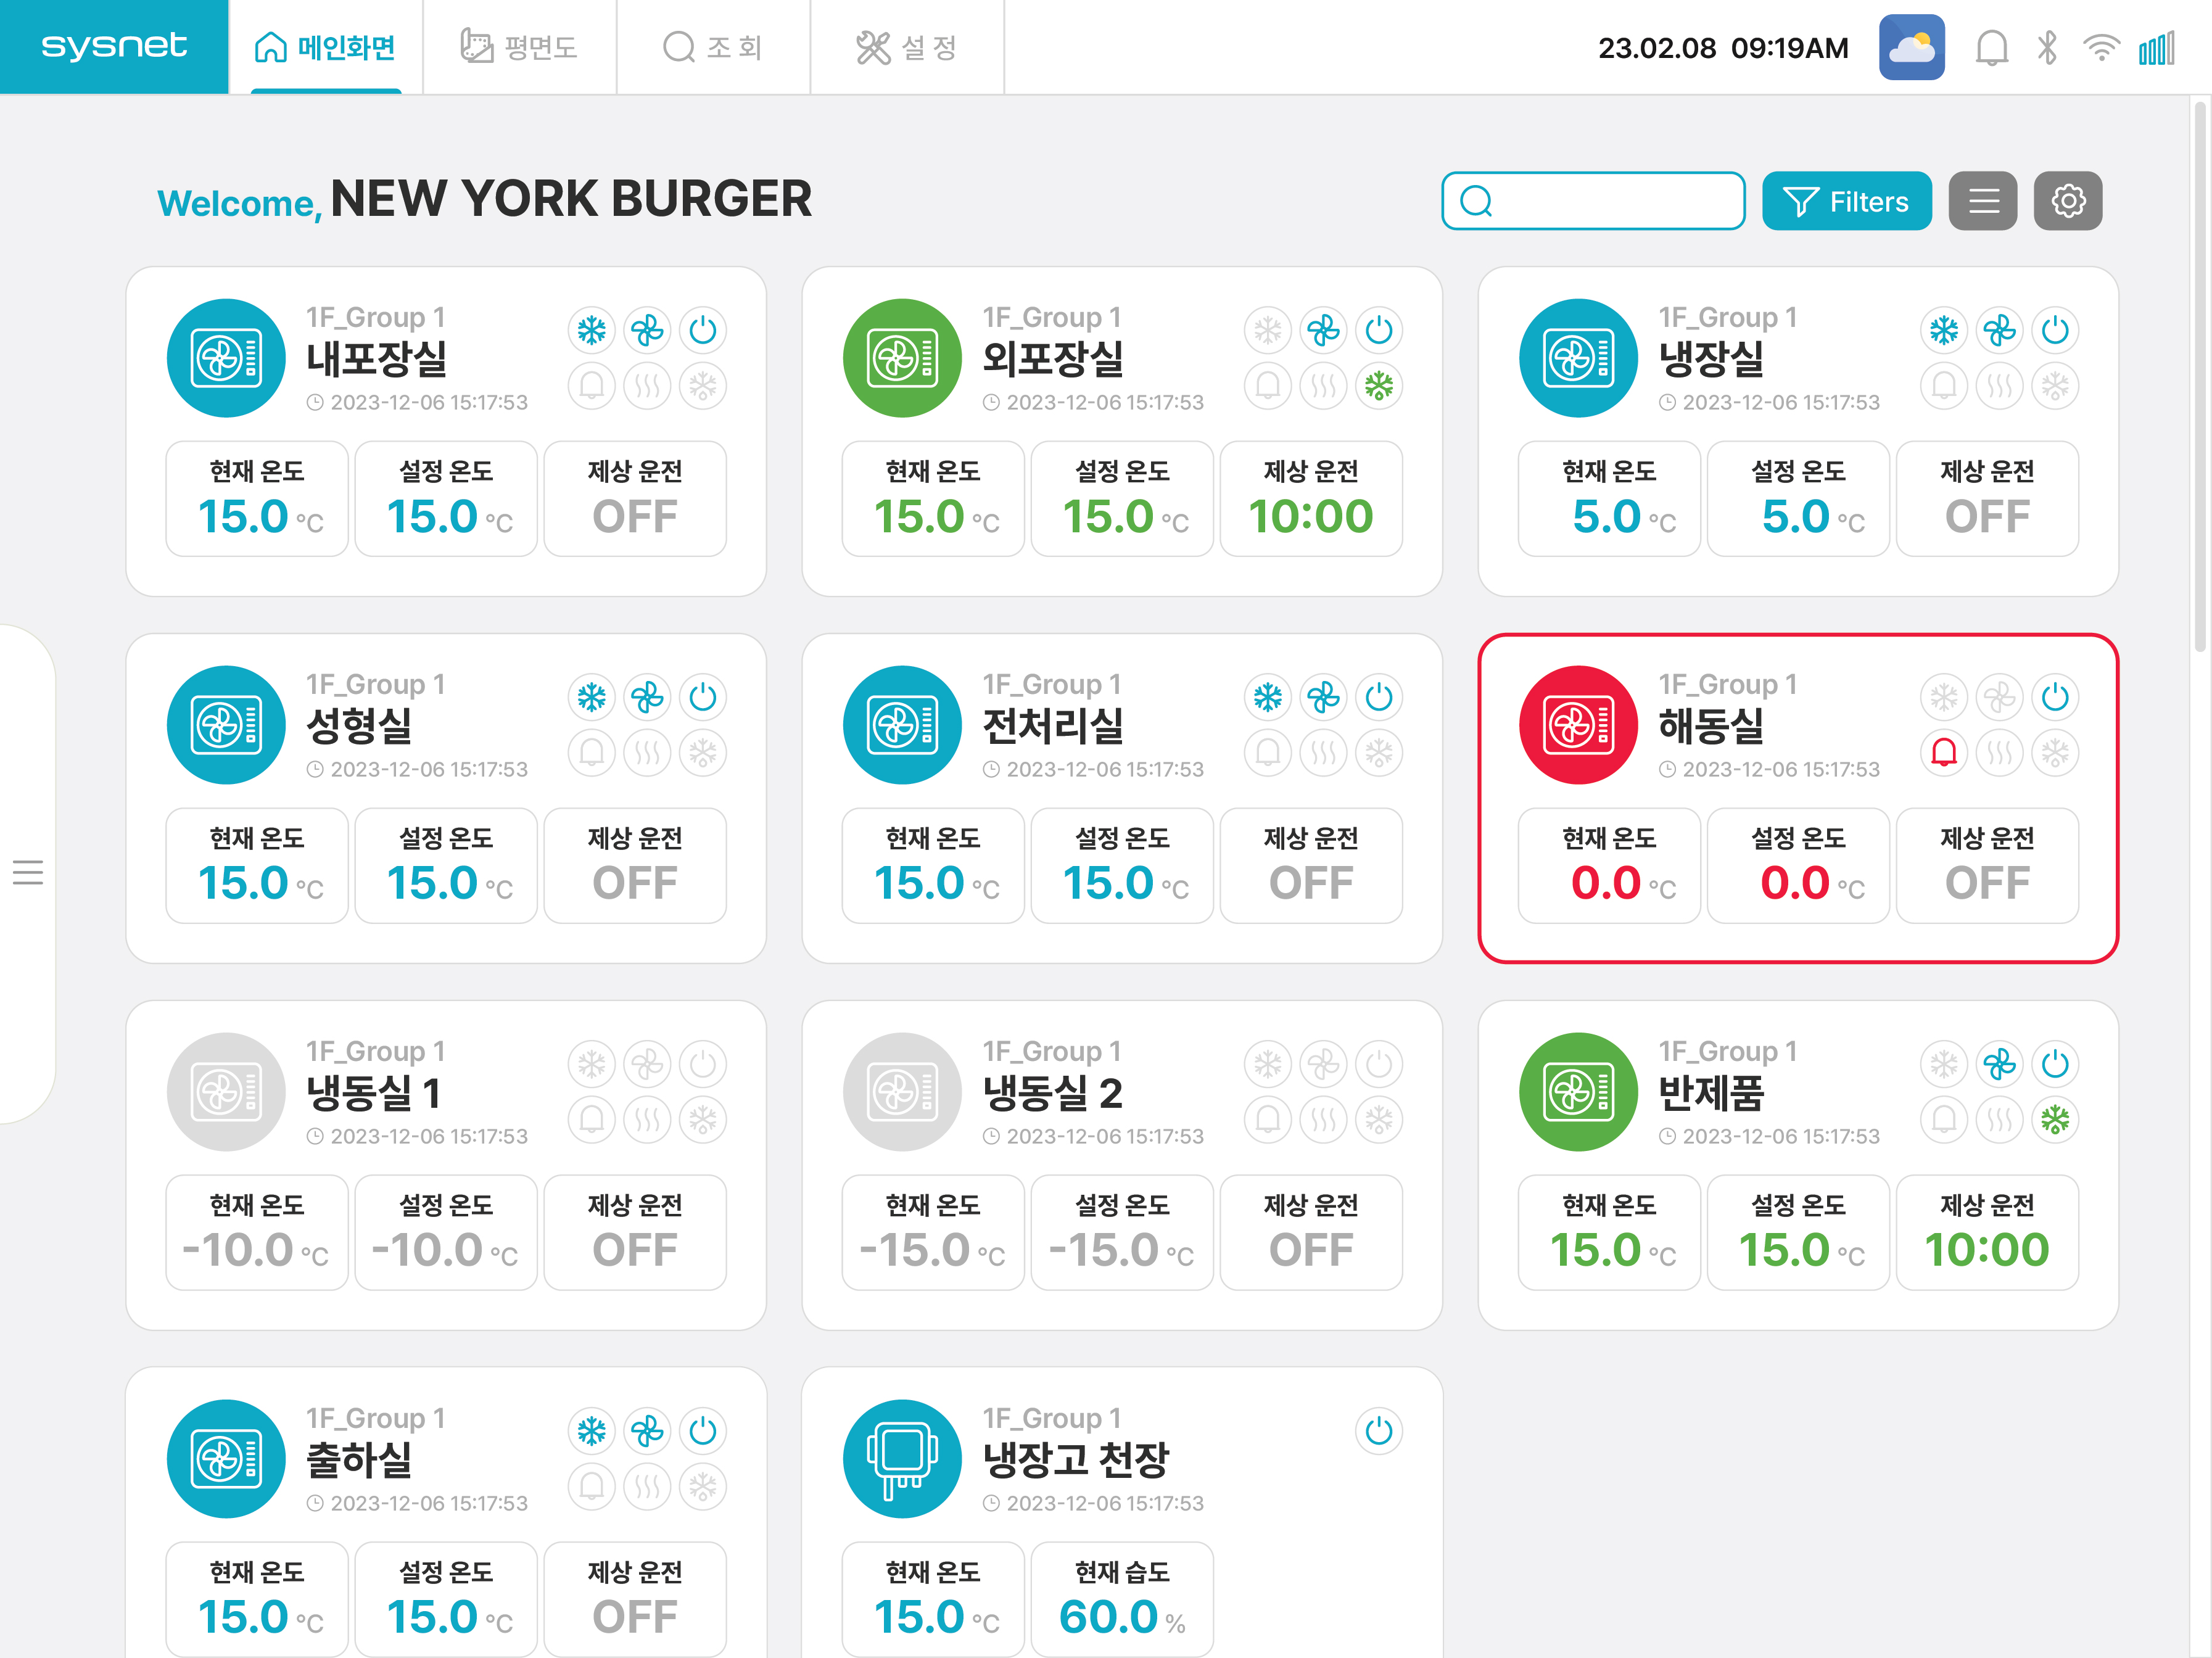 sysnet
메인화면
평면도
조 회
설 정
23.02.08 09:19AM
Welcome, NEW YORK BURGER
Filters
1F_Group 1
내포장실
2023-12-06 15:17:53
현재 온도
15.0 °C
설정 온도
15.0 °C
제상 운전
OFF
1F_Group 1
외포장실
2023-12-06 15:17:53
현재 온도
15.0 °C
설정 온도
15.0 °C
제상 운전
10:00
1F_Group 1
냉장실
2023-12-06 15:17:53
현재 온도
5.0 °C
설정 온도
5.0 °C
제상 운전
OFF
1F_Group 1
성형실
2023-12-06 15:17:53
현재 온도
15.0 °C
설정 온도
15.0 °C
제상 운전
OFF
1F_Group 1
전처리실
2023-12-06 15:17:53
현재 온도
15.0 °C
설정 온도
15.0 °C
제상 운전
OFF
1F_Group 1
해동실
2023-12-06 15:17:53
현재 온도
0.0 °C
설정 온도
0.0 °C
제상 운전
OFF
1F_Group 1
냉동실 1
2023-12-06 15:17:53
현재 온도
-10.0 °C
설정 온도
-10.0 °C
제상 운전
OFF
1F_Group 1
냉동실 2
2023-12-06 15:17:53
현재 온도
-15.0 °C
설정 온도
-15.0 °C
제상 운전
OFF
1F_Group 1
반제품
2023-12-06 15:17:53
현재 온도
15.0 °C
설정 온도
15.0 °C
제상 운전
10:00
1F_Group 1
출하실
2023-12-06 15:17:53
현재 온도
15.0 °C
설정 온도
15.0 °C
제상 운전
OFF
1F_Group 1
냉장고 천장
2023-12-06 15:17:53
현재 온도
15.0 °C
현재 습도
60.0 %